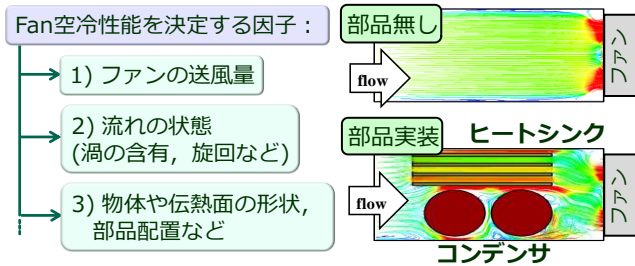 Fan空冷性能を決定する因子：
1) ファンの送風量
2) 流れの状態
(渦の含有，旋回など)
3) 物体や伝熱面の形状，
部品配置など
部品無し
flow
ファン
ヒートシンク
部品実装
flow
ファン
コンデンサ